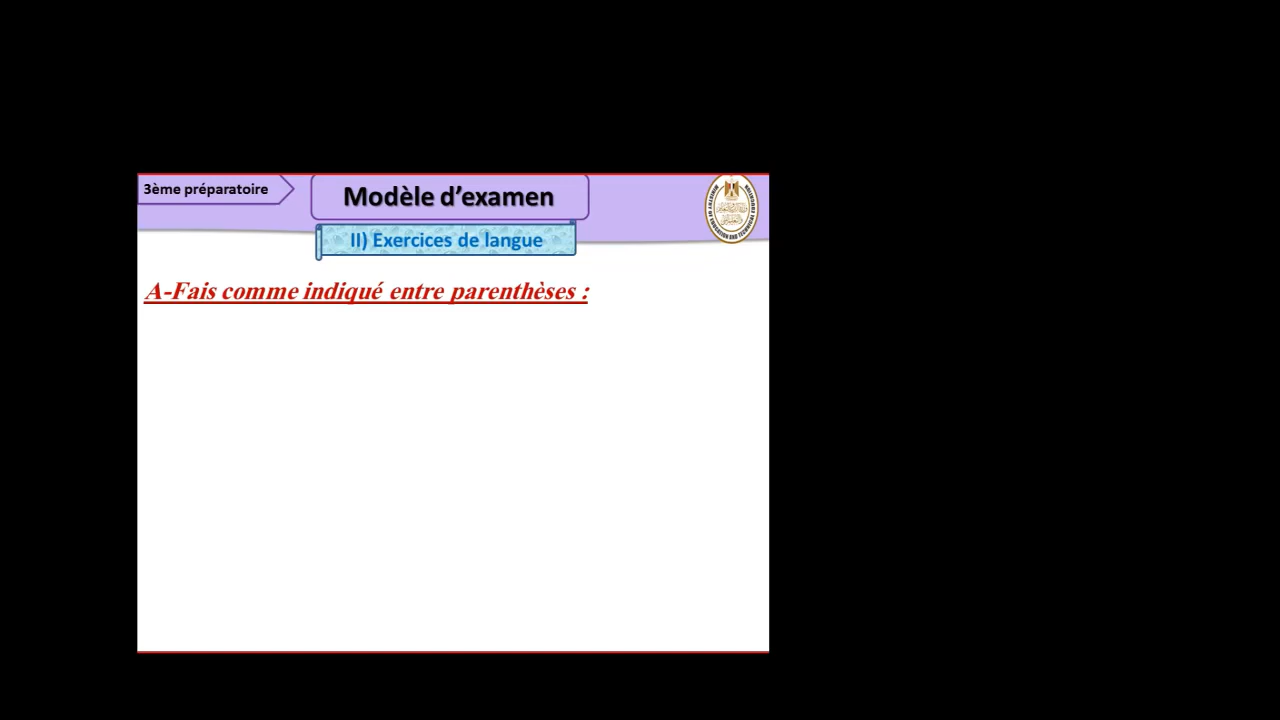 3ème préparatoire
Modèle d’examen
II) Exercices de langue
A-Fais comme indiqué entre parenthèses :